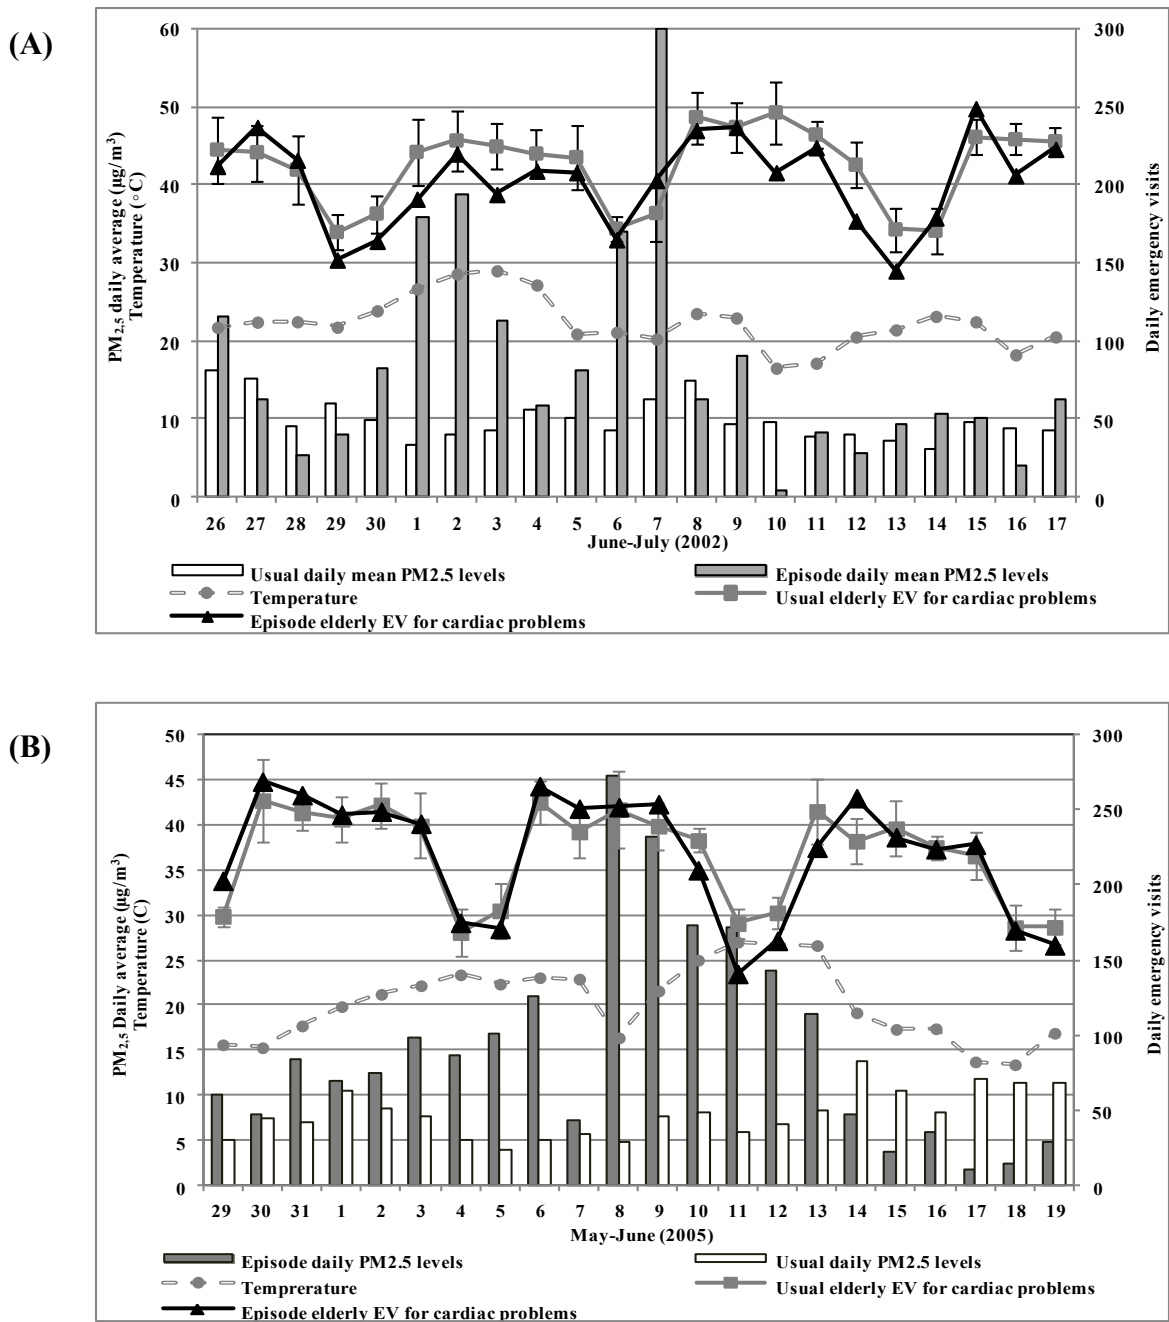 (A)
60
50
40
30
20
10
0
PM2,5 daily average (µg/m3)
Temperature (°C)
300
250
200
150
100
50
0
Daily emergency visits
26 27 28 29 30 1 2 3 4 5 6 7 8 9 10 11 12 13 14 15 16 17
June-July (2002)
Usual daily mean PM2.5 levels
Episode daily mean PM2.5 levels
Temperature
Usual elderly EV for cardiac problems
Episode elderly EV for cardiac problems
(B)
50
45
40
35
30
25
20
15
10
5
0
PM2,5 Daily average (µg/m3)
Temperature (C)
300
250
200
150
100
50
0
Daily emergency visits
29 30 31 1 2 3 4 5 6 7 8 9 10 11 12 13 14 15 16 17 18 19
May-June (2005)
Episode daily PM2.5 levels
Usual daily PM2.5 levels
Temprerature
Usual elderly EV for cardiac problems
Episode elderly EV for cardiac problems